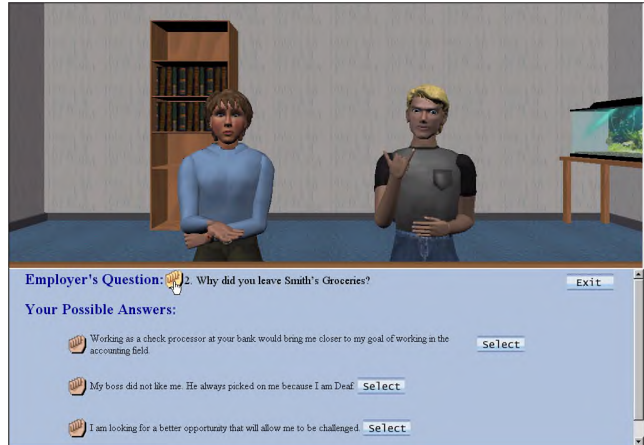 Employer's Question: 2. Why did you leave Smith's Groceries?
Exit
Your Possible Answers:
Working as a check processor at your bank would bring me closer to my goal of working in the
accounting field.
Select
My boss did not like me. He always picked on me because I am Deaf. Select
I am looking for a better opportunity that will allow me to be challenged. Select